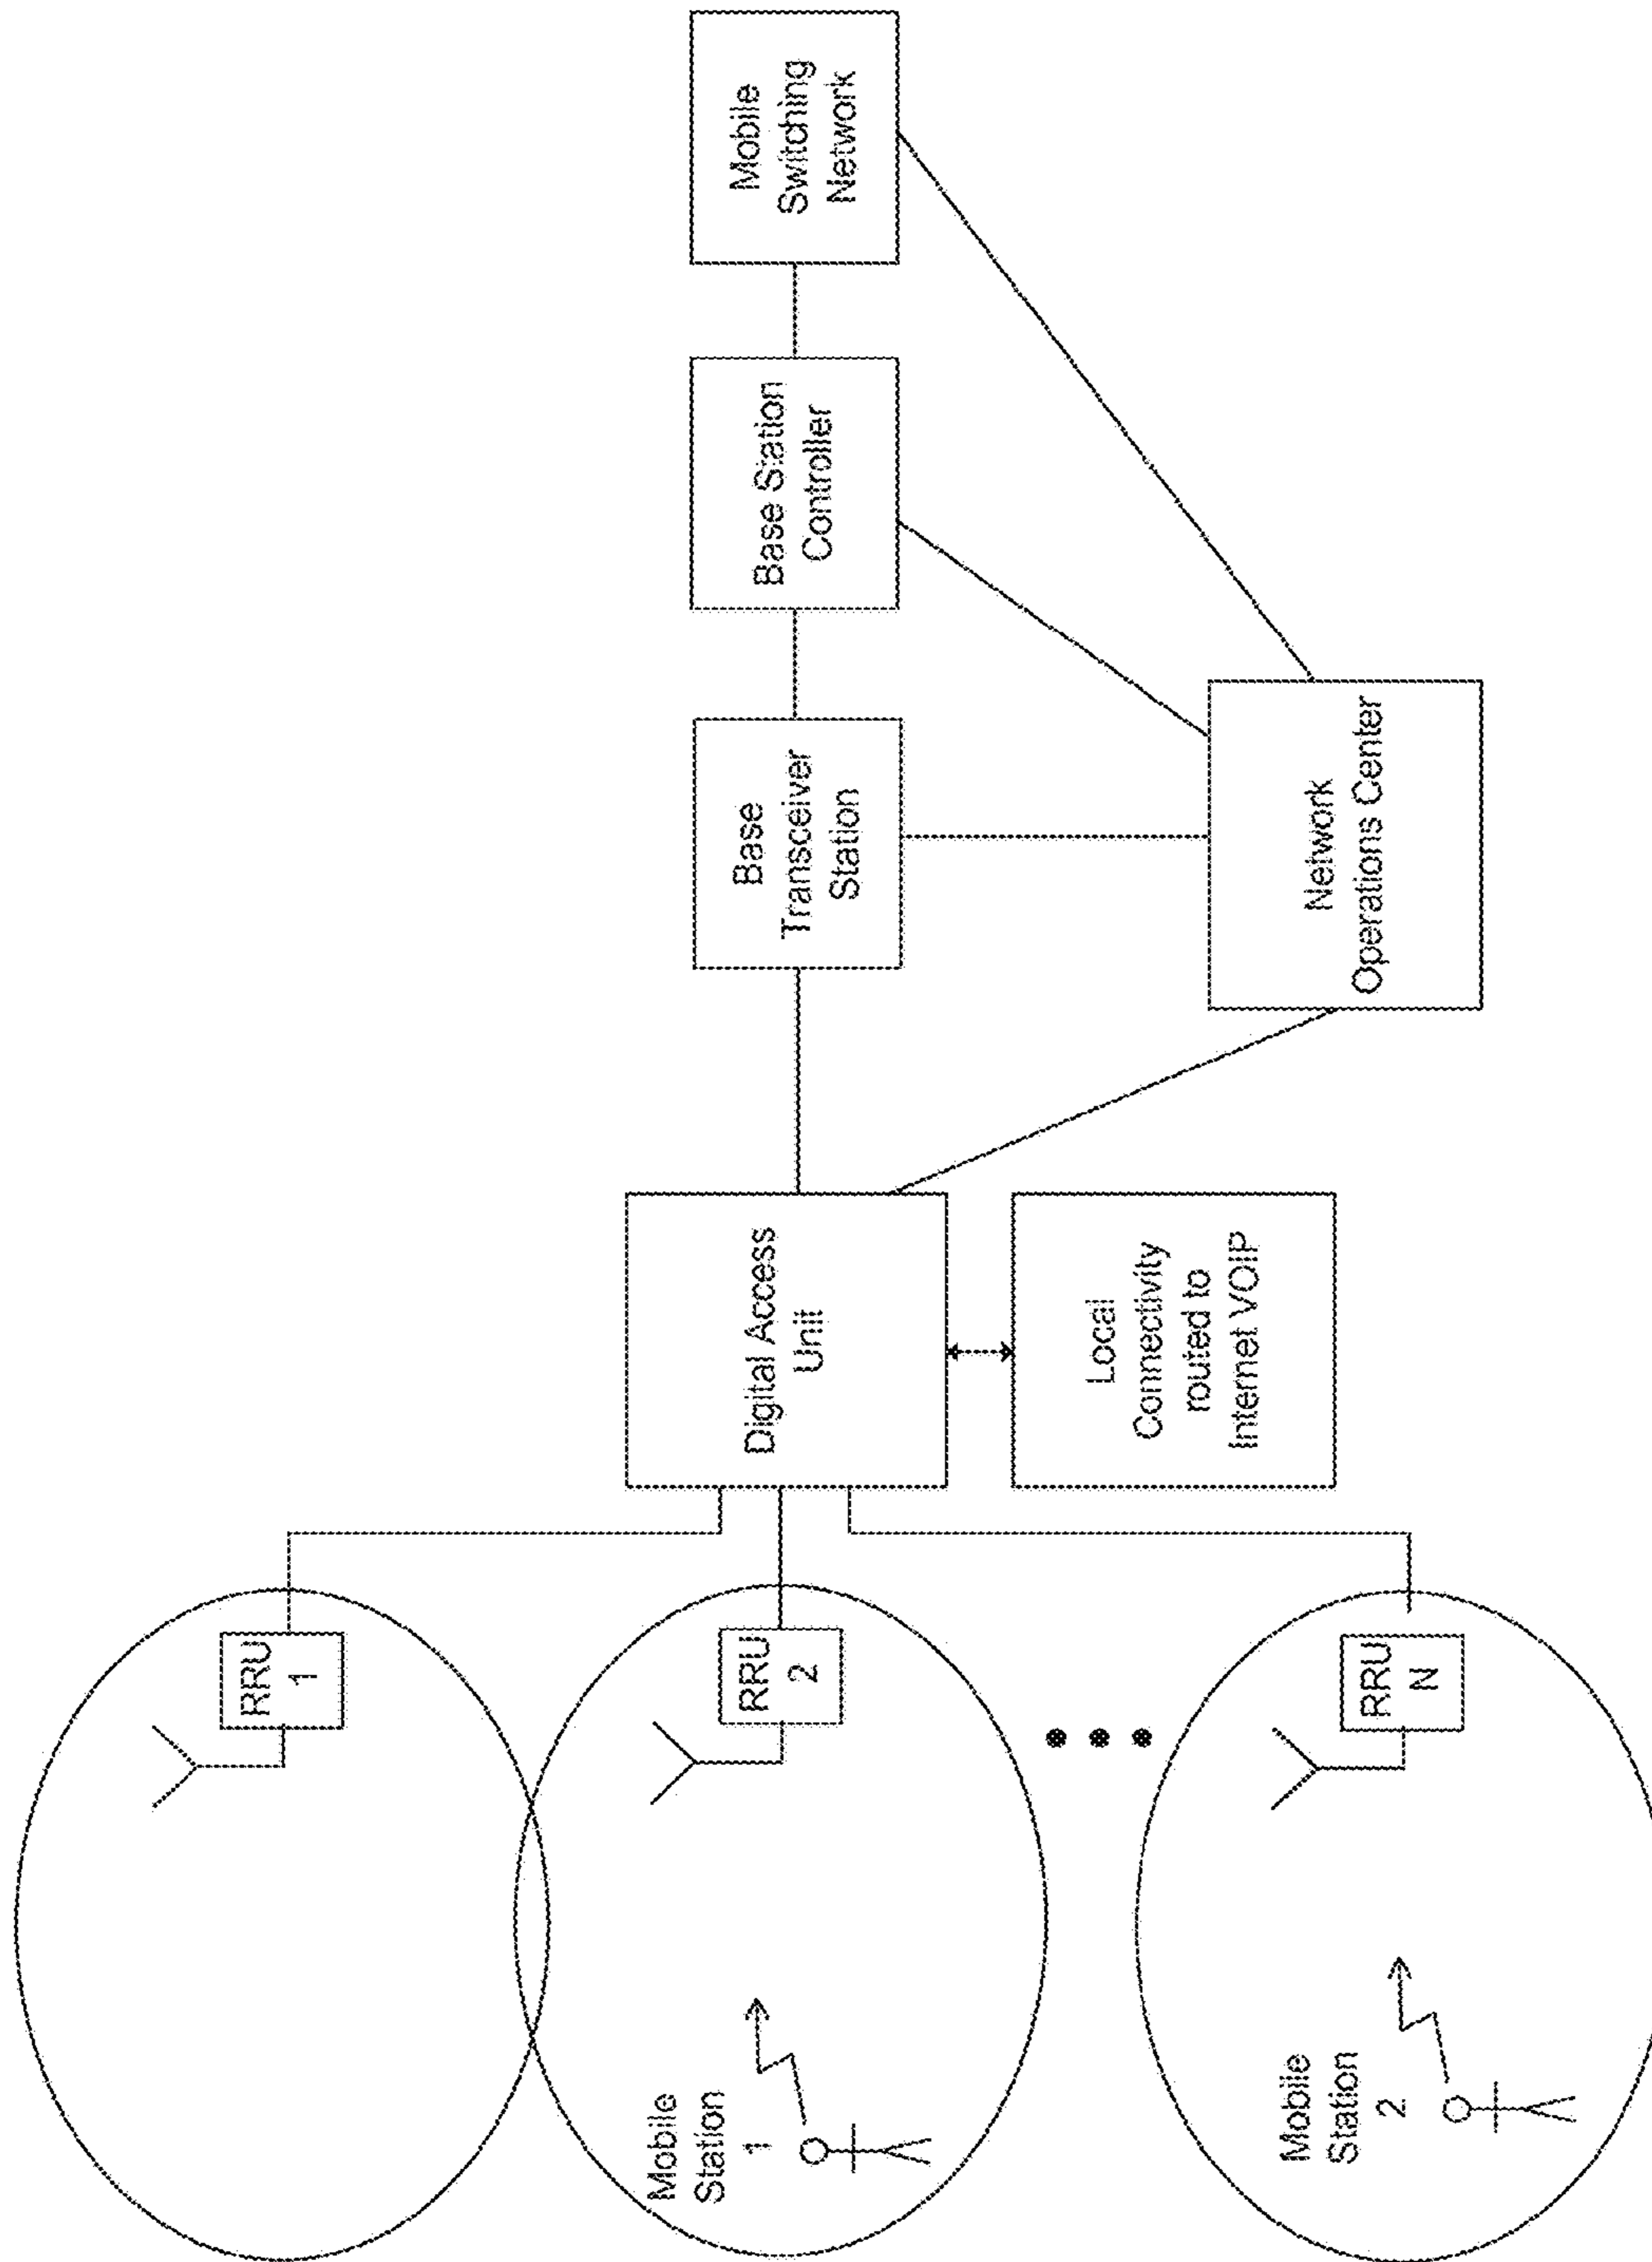 RRU
1
Mobile
Station
1
RRU
2
Mobile
Station
2
RRU
N
Digital Access
Unit
Local
Connectivity
routed to
Internet VOIP
Base
Transceiver
Station
Base Station
Controller
Mobile
Switching
Network
Network
Operations Center